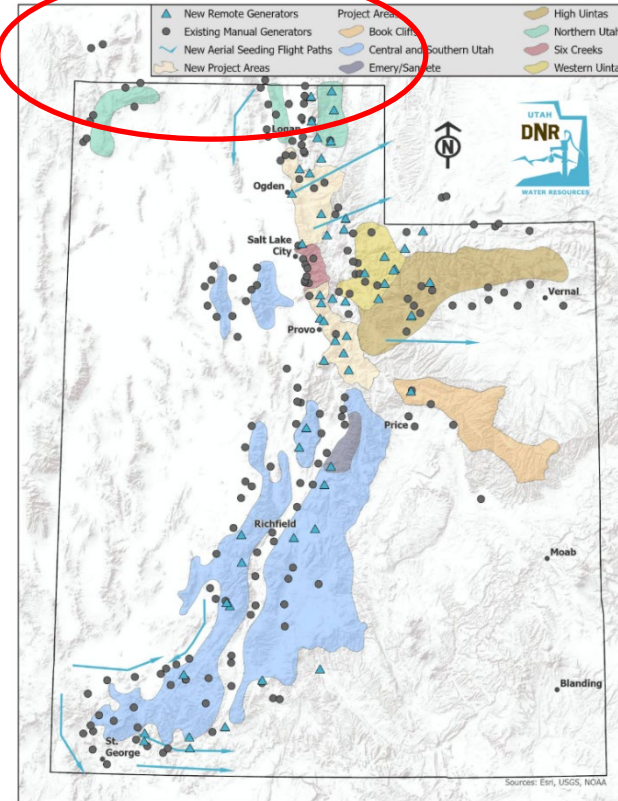 New Remote Generators
Existing Manual Generators
New Aerial Seeding Flight Paths
New Project Areas
Project Areas
Book Cliffs
Central and Southern Utah
Emery/Sanpete
High Uintas
Northern Utah
Six Creeks
Western Uintas
Logan
N
UTAH
DNR
WATER RESOURCES
Ogden
Salt Lake
City
Vernal
Provo
Price
Richfield
Moab
Blanding
St.
George
Sources: Esri, USGS, NOAA